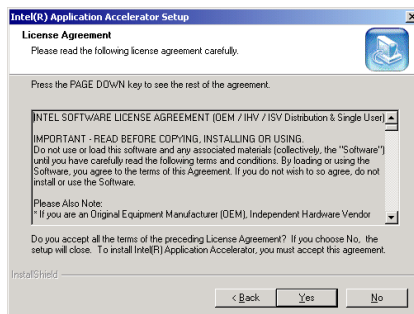 Intel(R) Application Accelerator Setup
License Agreement
Please read the following license agreement carefully.
Press the PAGE DOWN key to see the rest of the agreement.
INTEL SOFTWARE LICENSE AGREEMENT (OEM / IHV / ISV Distribution & Single User)
IMPORTANT - READ BEFORE COPYING, INSTALLING OR USING.
Do not use or load this software and any associated materials (collectively, the "Software")
until you have carefully read the following terms and conditions. By loading or using the
Software, you agree to the terms of this Agreement. If you do not wish to so agree, do not
install or use the Software.
Please Also Note:
* If you are an Original Equipment Manufacturer (OEM), Independent Hardware Vendor
Do you accept all the terms of the preceding License Agreement? If you choose No, the
setup will close. To install Intel(R) Application Accelerator, you must accept this agreement.
InstallShield
< Back Yes No